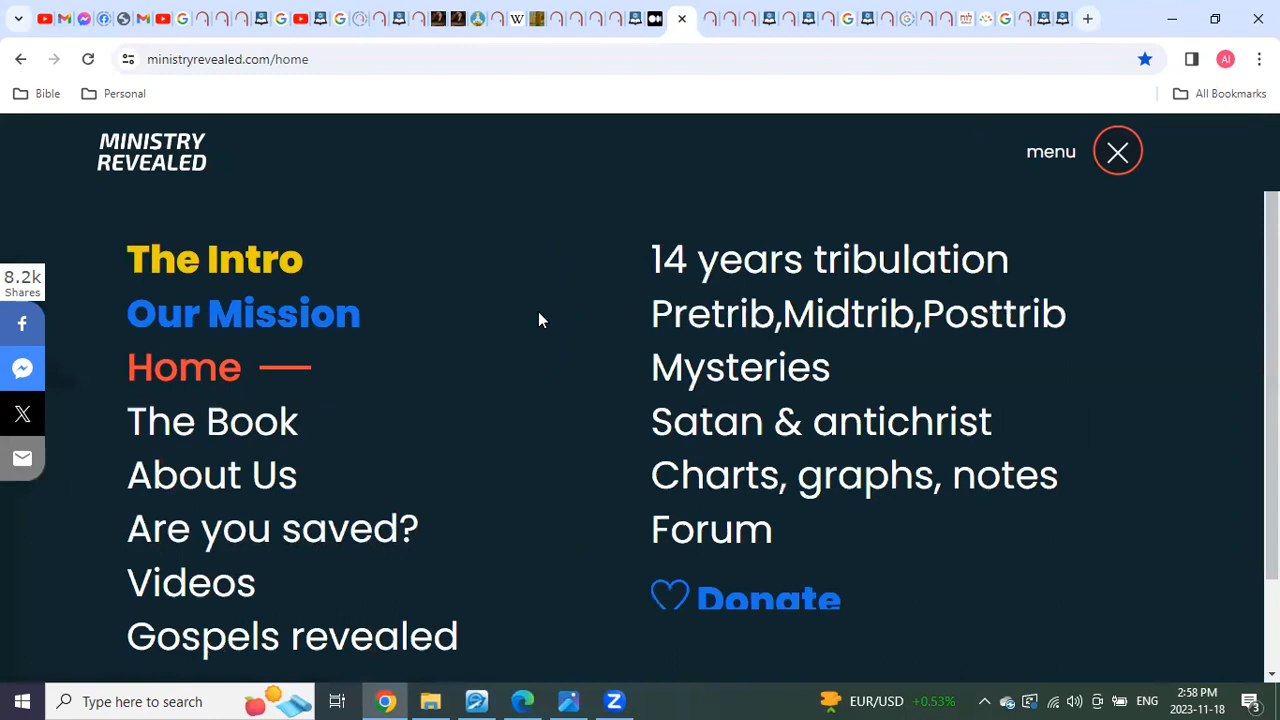 ministryrevealed.com/home
Bible
Personal
All Bookmarks
MINISTRY
REVEALED
menu
The Intro
Our Mission
Home
The Book
About Us
Are you saved?
Videos
Gospels revealed
14 years tribulation
Pretrib,Midtrib,Posttrib
Mysteries
Satan & antichrist
Charts, graphs, notes
Forum
Donate
8.2k
Shares
Type here to search
EUR/USD +0.53%
ENG
2:58 PM
2023-11-18
3